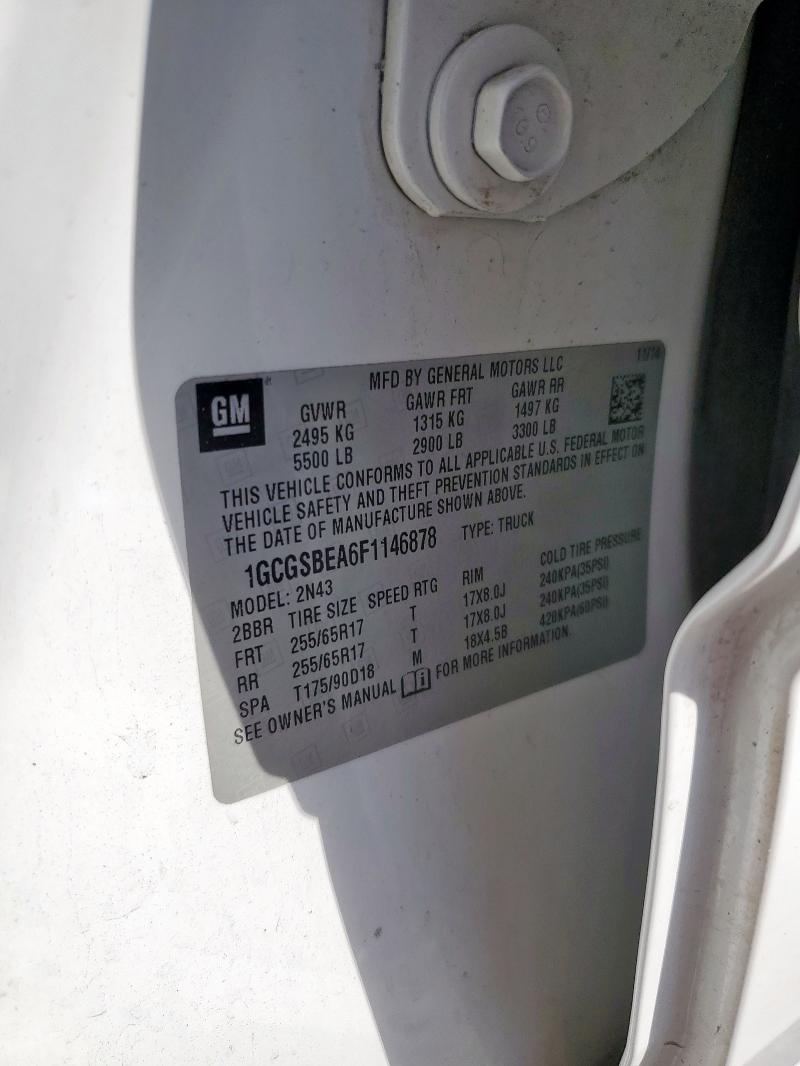 11/14
MFD BY GENERAL MOTORS LLC
GM
GVWR GAWR FRT GAWR RR
2495 KG 1315 KG 1497 KG
5500 LB 2900 LB 3300 LB
THIS VEHICLE CONFORMS TO ALL APPLICABLE U.S. FEDERAL MOTOR
VEHICLE SAFETY AND THEFT PREVENTION STANDARDS IN EFFECT ON
THE DATE OF MANUFACTURE SHOWN ABOVE.
1GCGSBEA6F1146878 TYPE: TRUCK
MODEL: 2N43
2BBR TIRE SIZE SPEED RTG RIM COLD TIRE PRESSURE
FRT 255/65R17 T 17X8.0J 240KPA(35PSI)
RR 255/65R17 T 17X8.0J 240KPA(35PSI)
SPA T175/90D18 M 18X4.5B 420KPA(60PSI)
SEE OWNER'S MANUAL FOR MORE INFORMATION.